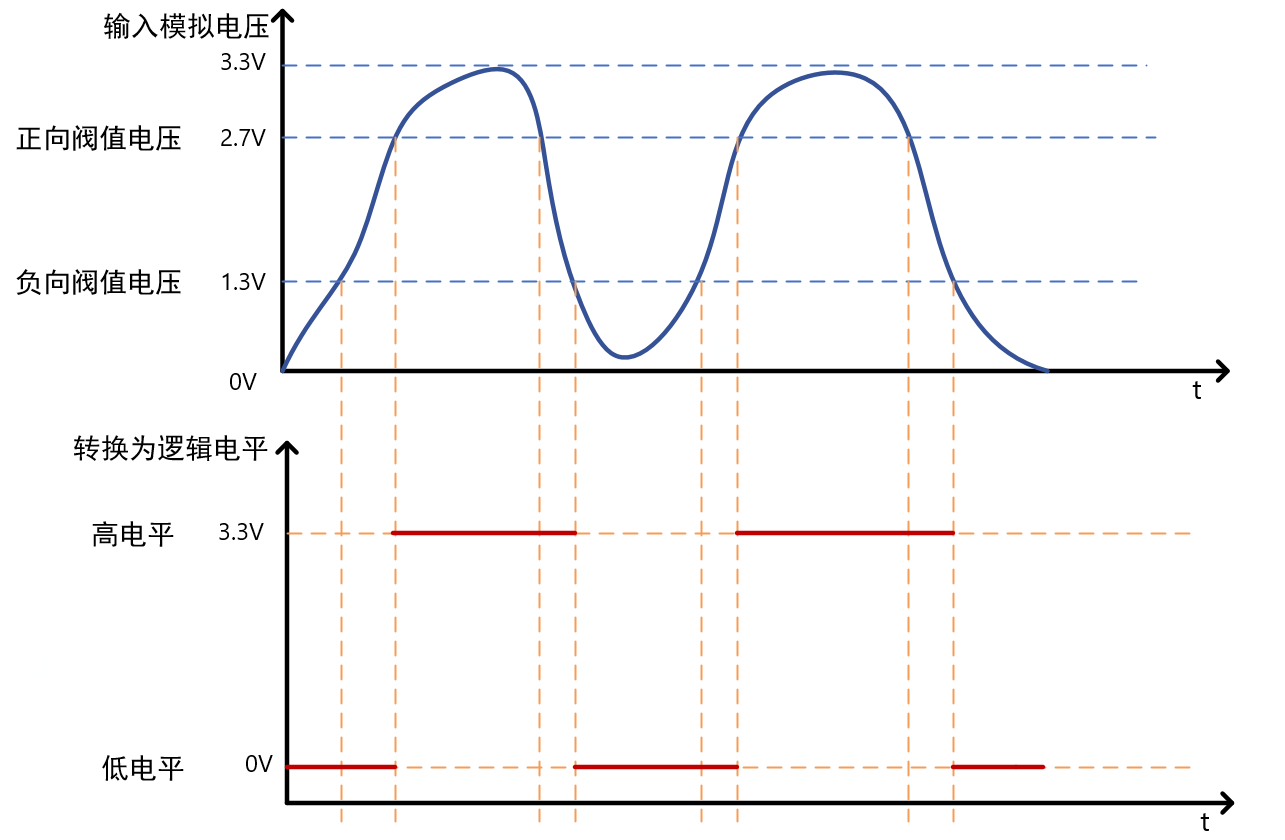 输入模拟电压
3.3V
正向阀值电压 2.7V
负向阀值电压 1.3V
0V
t
转换为逻辑电平
高电平 3.3V
低电平 0V
t